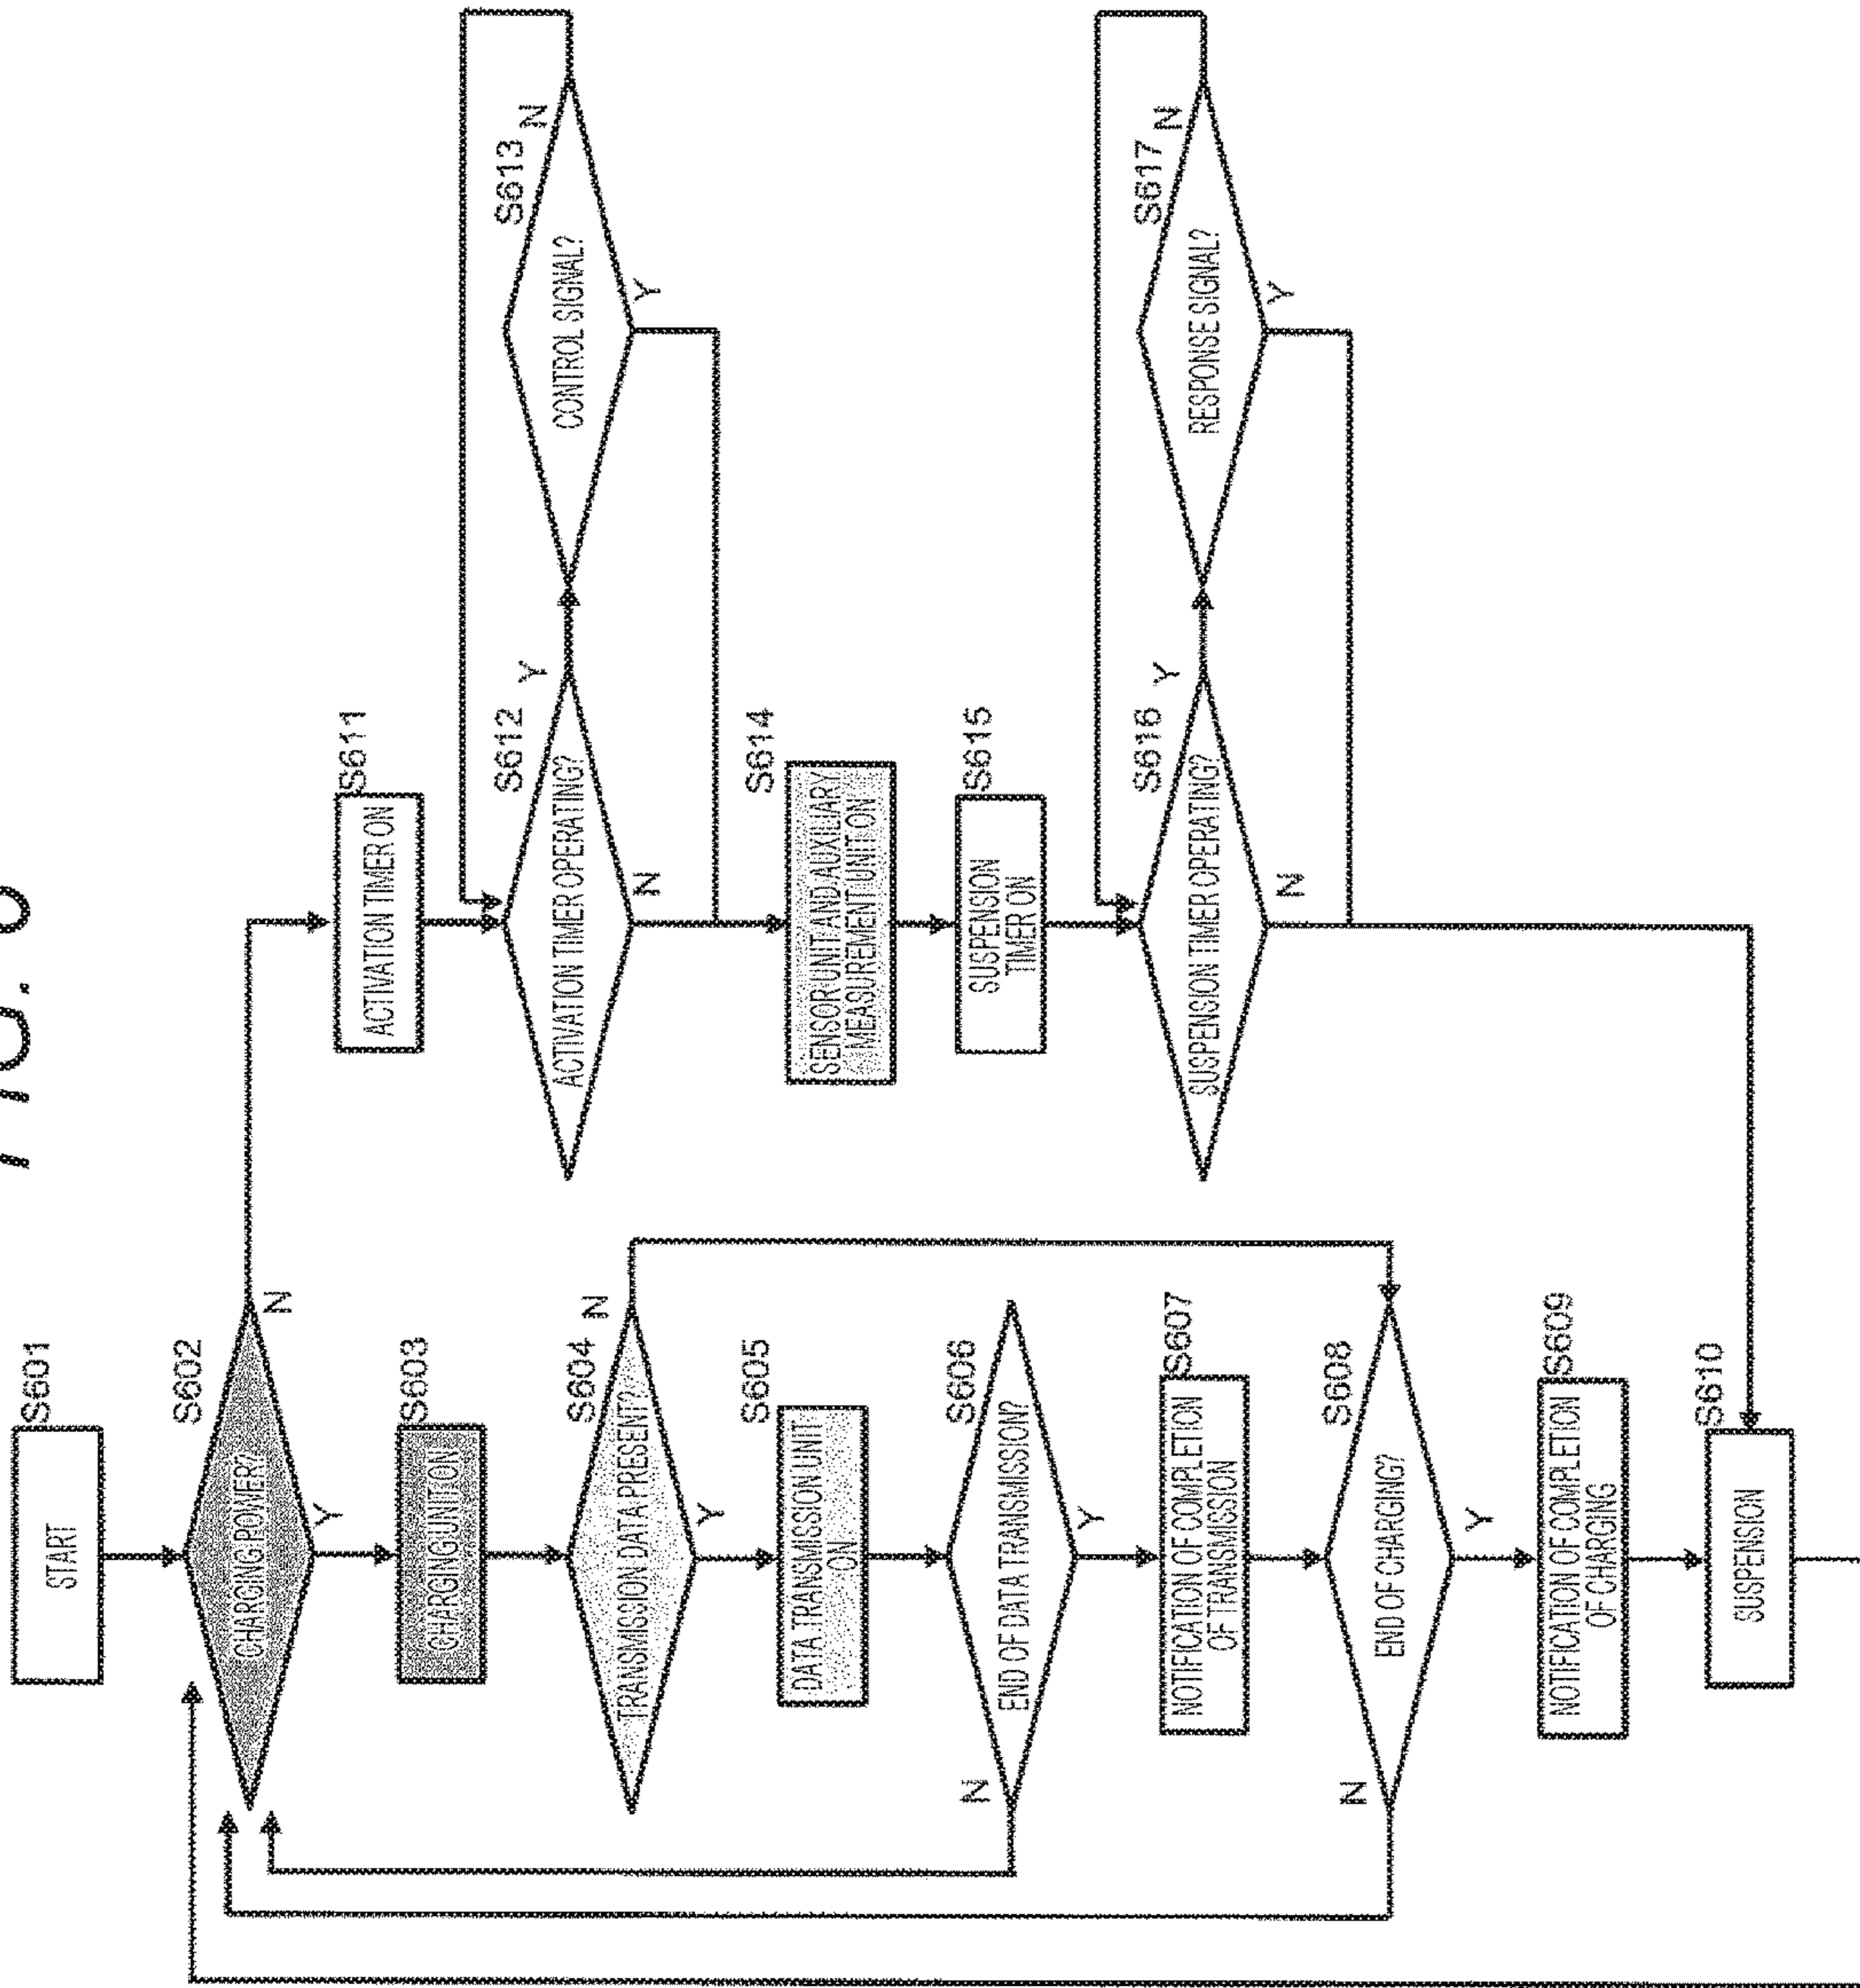 FIG.
START
S601
CHARGING POWER?
S602
N
Y
CHARGING UNIT ON
S603
TRANSMISSION DATA PRESENT?
S604
N
Y
DATA TRANSMISSION UNIT
ON
S605
END OF DATA TRANSMISSION?
S606
N
Y
NOTIFICATION OF COMPLETION
OF TRANSMISSION
S607
END OF CHARGING?
S608
N
Y
NOTIFICATION OF COMPLETION
OF CHARGING
S609
SUSPENSION
S610
ACTIVATION TIMER ON
S611
ACTIVATION TIMER OPERATING?
S612
Y
N
CONTROL SIGNAL?
S613
N
Y
SENSOR UNIT AND AUXILIARY
MEASUREMENT UNIT ON
S614
SUSPENSION
TIMER ON
S615
SUSPENSION TIMER OPERATING?
S616
Y
N
RESPONSE SIGNAL?
S617
N
Y